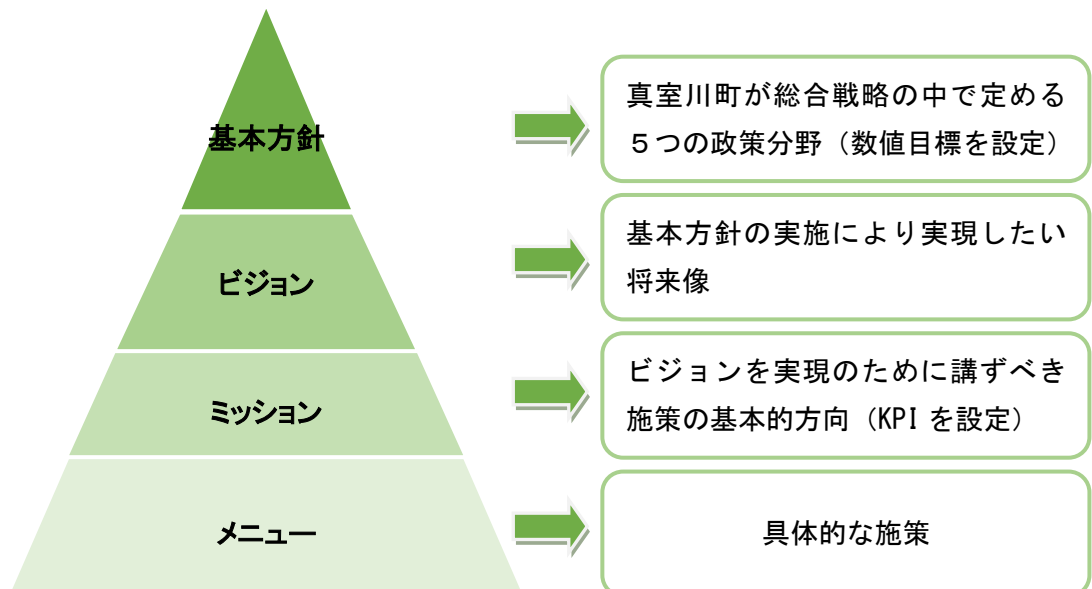 基本方針
真室川町が総合戦略の中で定める
５つの政策分野（数値目標を設定）
ビジョン
基本方針の実施により実現したい
将来像
ミッション
ビジョンを実現のために講ずべき
施策の基本的方向（KPI を設定）
メニュー
具体的な施策